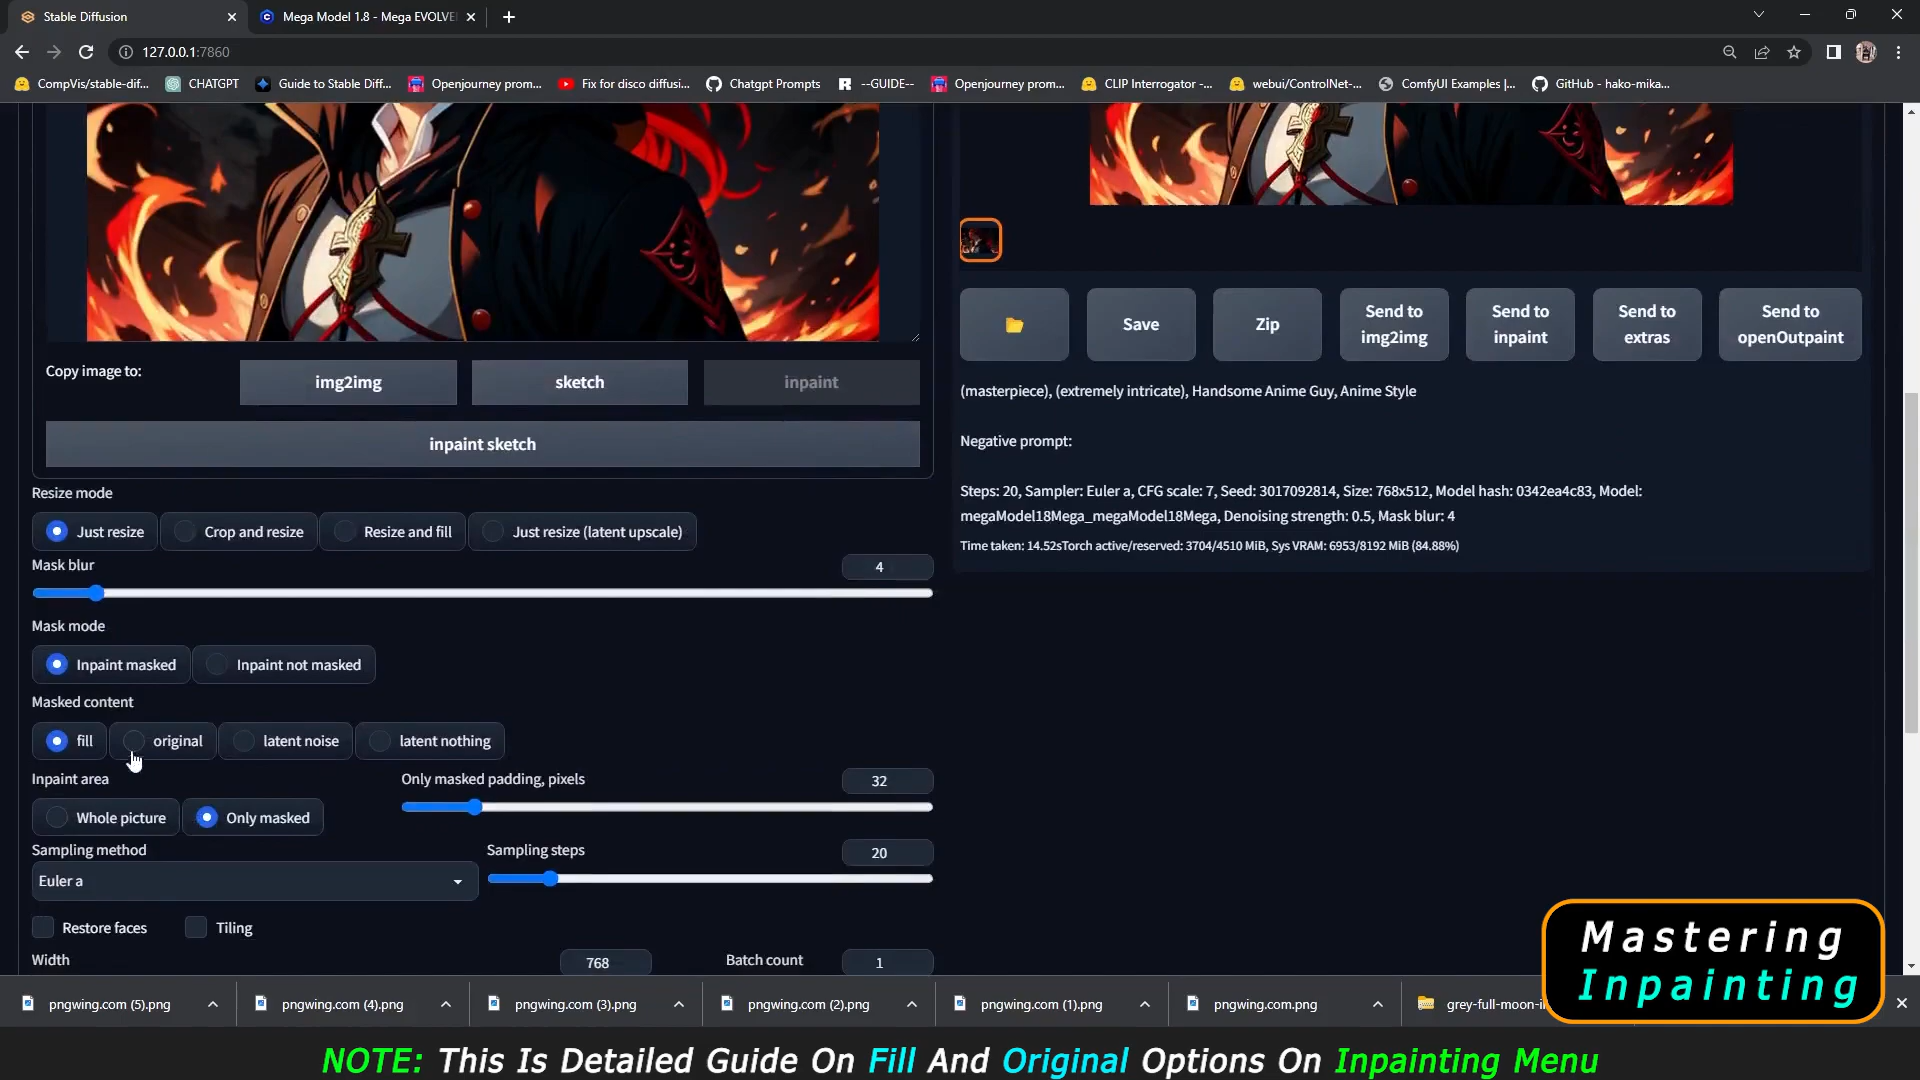 Stable Diffusion
Mega Model 1.8 - Mega EVOLVE
127.0.0.1:7860
CompVis/stable-dif...
CHATGPT
Guide to Stable Diff...
Openjourney prom...
Fix for disco diffusi...
Chatgpt Prompts
--GUIDE--
Openjourney prom...
CLIP Interrogator -...
webui/ControlNet-...
ComfyUI Examples |...
GitHub - hako-mika...
Save
Zip
Send to img2img
Send to inpaint
Send to extras
Send to openOutpaint
Copy image to:
img2img
sketch
inpaint
inpaint sketch
(masterpiece), (extremely intricate), Handsome Anime Guy, Anime Style
Negative prompt:
Steps: 20, Sampler: Euler a, CFG scale: 7, Seed: 3017092814, Size: 768x512, Model hash: 0342ea4c83, Model:
megaModel18Mega_megaModel18Mega, Denoising strength: 0.5, Mask blur: 4
Time taken: 14.52sTorch active/reserved: 3704/4510 MiB, Sys VRAM: 6953/8192 MiB (84.88%)
Resize mode
Just resize
Crop and resize
Resize and fill
Just resize (latent upscale)
Mask blur
4
Mask mode
Inpaint masked
Inpaint not masked
Masked content
fill
original
latent noise
latent nothing
Inpaint area
Only masked padding, pixels
32
Whole picture
Only masked
Sampling method
Sampling steps
20
Euler a
Restore faces
Tiling
Width
768
Batch count
1
Mastering
Inpainting
pngwing.com (5).png
pngwing.com (4).png
pngwing.com (3).png
pngwing.com (2).png
pngwing.com (1).png
pngwing.com.png
grey-full-moon-i
NOTE: This Is Detailed Guide On Fill And Original Options On Inpainting Menu